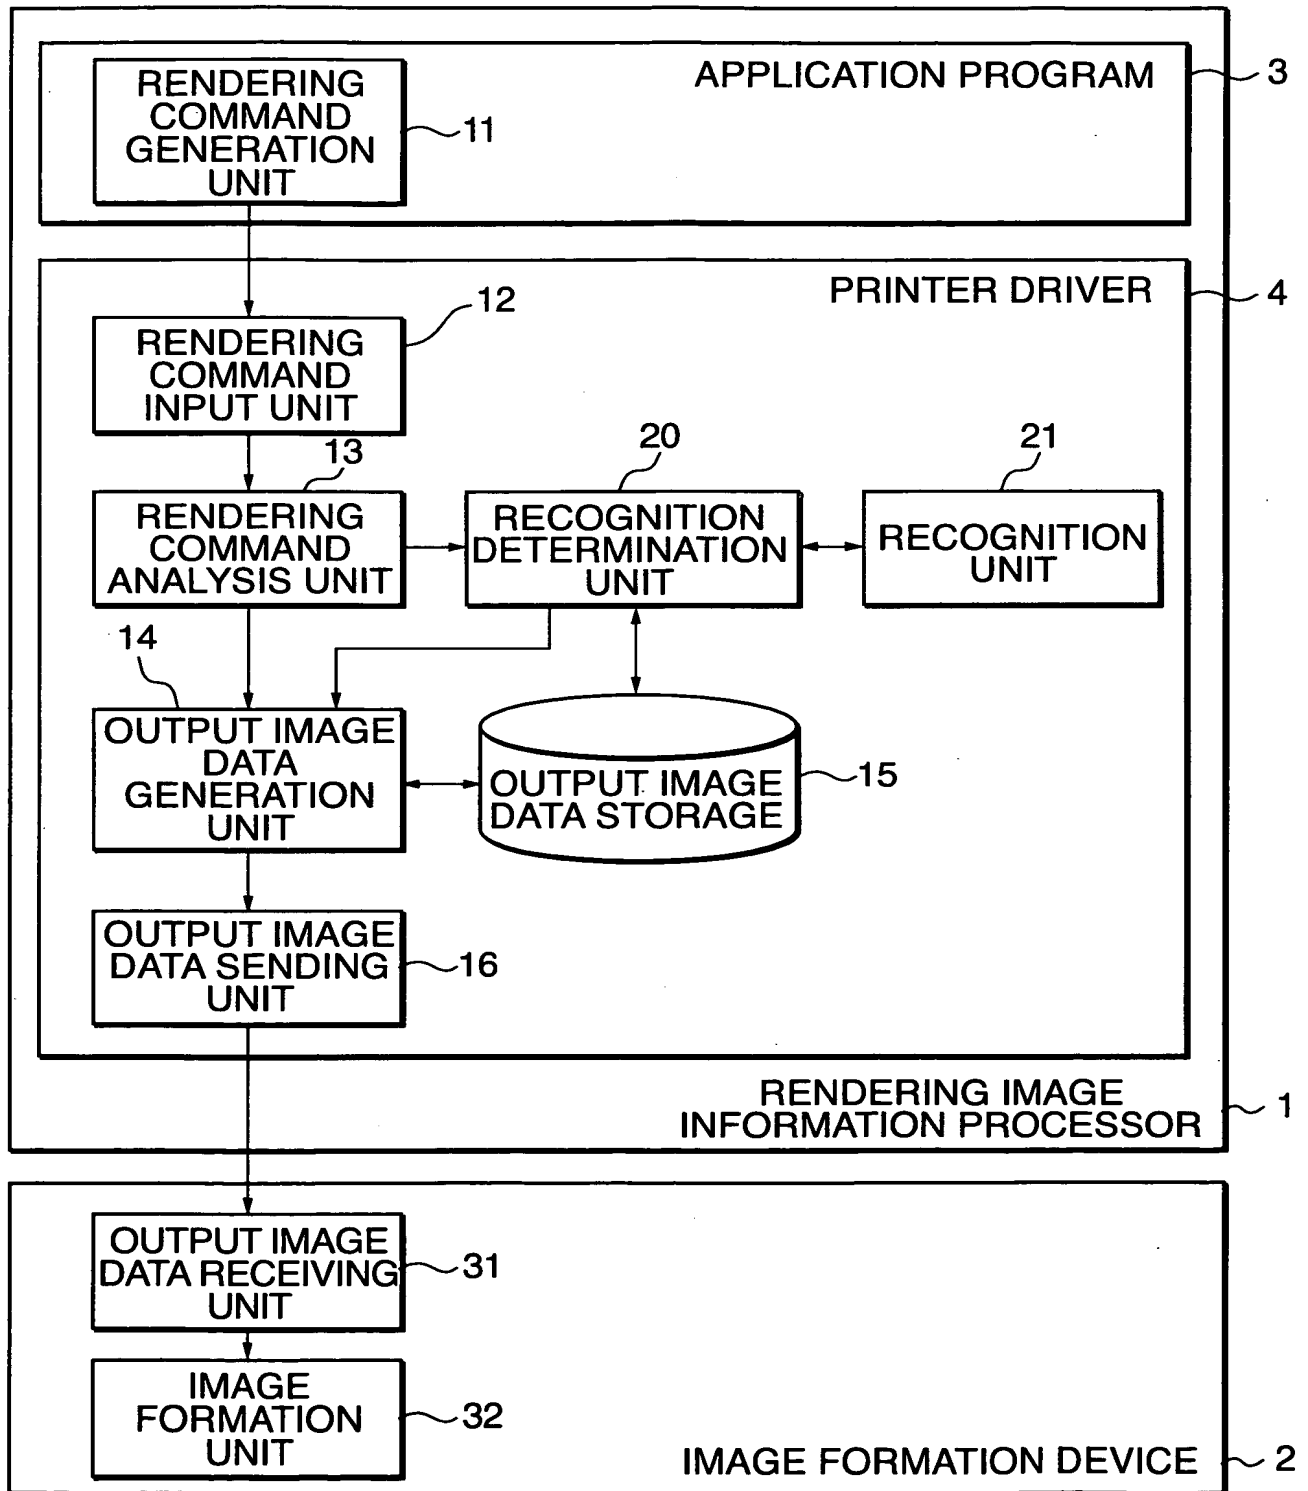 RENDERING
COMMAND
GENERATION
UNIT
11
APPLICATION PROGRAM
3
PRINTER DRIVER
4
12
RENDERING
COMMAND
INPUT UNIT
13
RENDERING
COMMAND
ANALYSIS UNIT
20
RECOGNITION
DETERMINATION
UNIT
21
RECOGNITION
UNIT
14
OUTPUT IMAGE
DATA
GENERATION
UNIT
OUTPUT IMAGE
DATA STORAGE
15
OUTPUT IMAGE
DATA SENDING
UNIT
16
RENDERING IMAGE
INFORMATION PROCESSOR
1
OUTPUT IMAGE
DATA RECEIVING
UNIT
31
IMAGE
FORMATION
UNIT
32
IMAGE FORMATION DEVICE
2